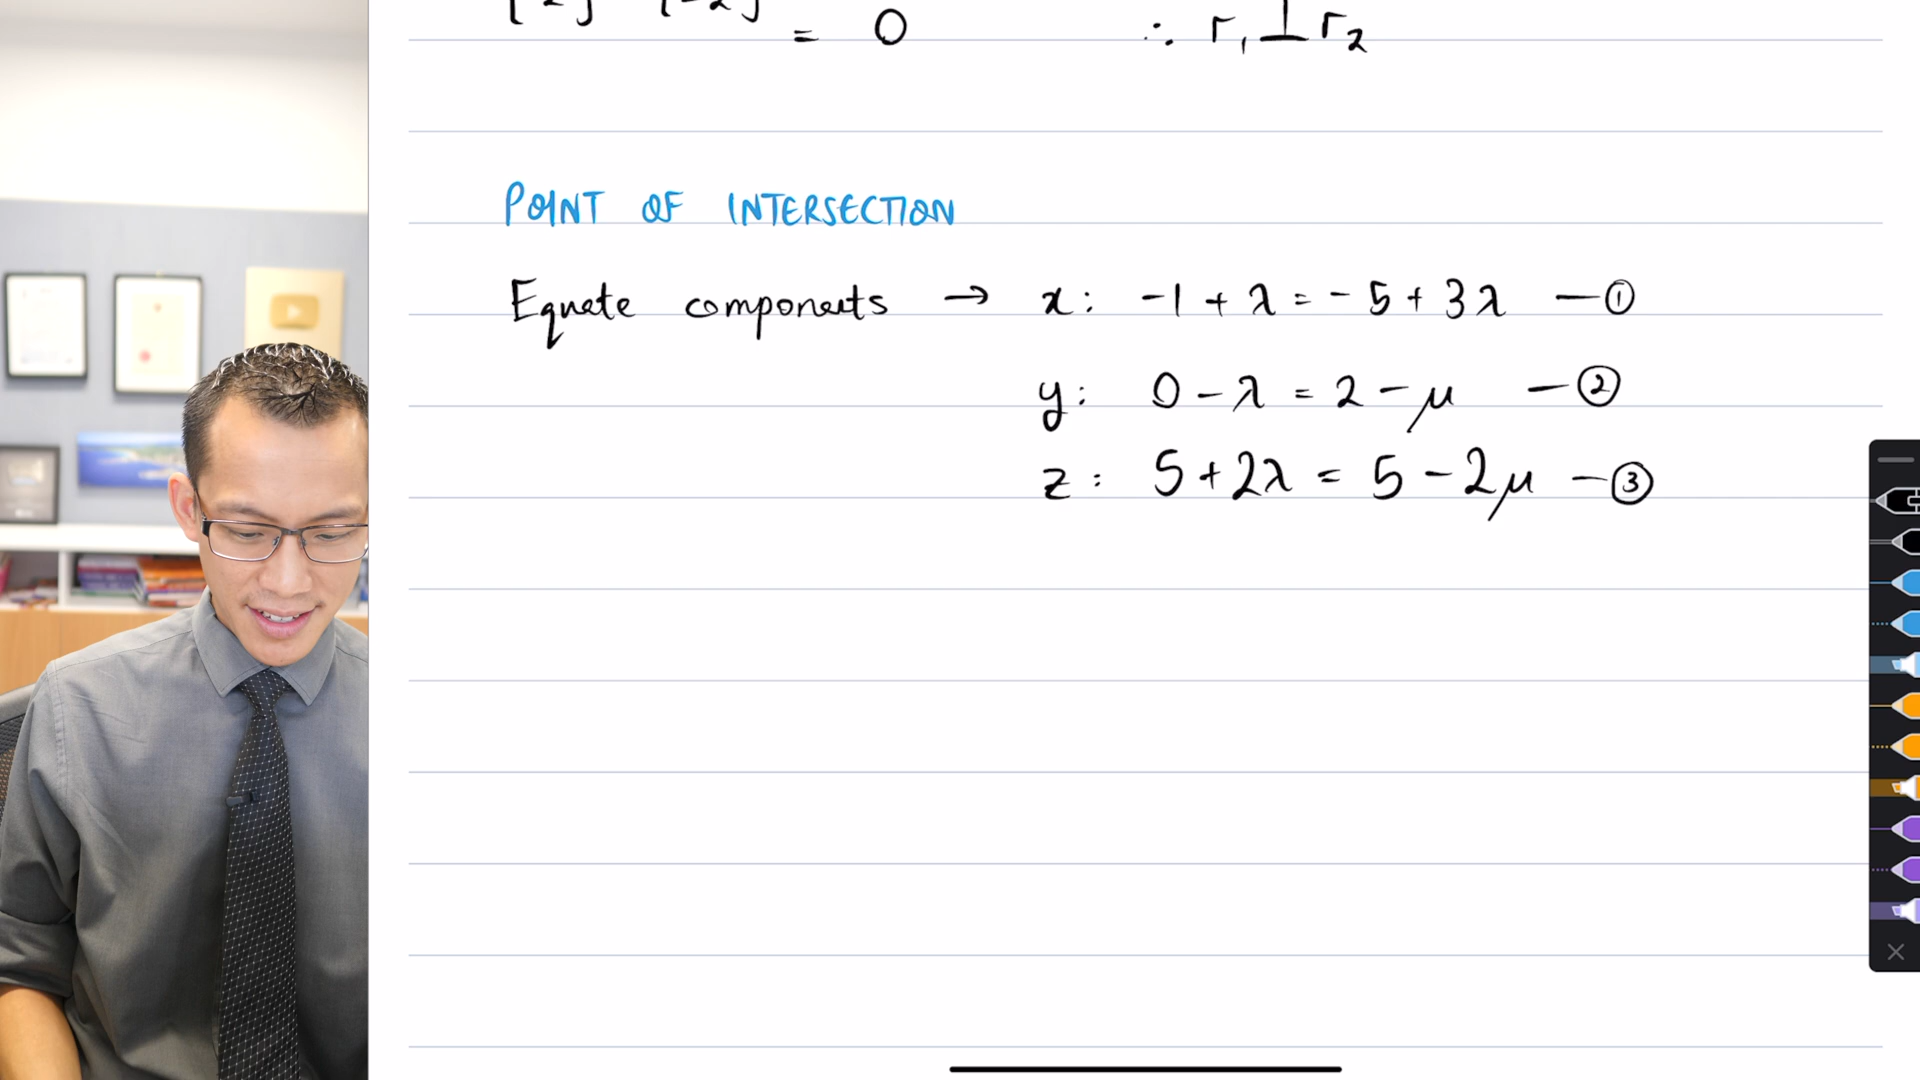 = 0 ∴ r₁ ⊥ r₂
POINT OF INTERSECTION
Equate components → x: -1 + λ = -5 + 3λ —①
y: 0 - λ = 2 - μ —②
z: 5 + 2λ = 5 - 2μ —③